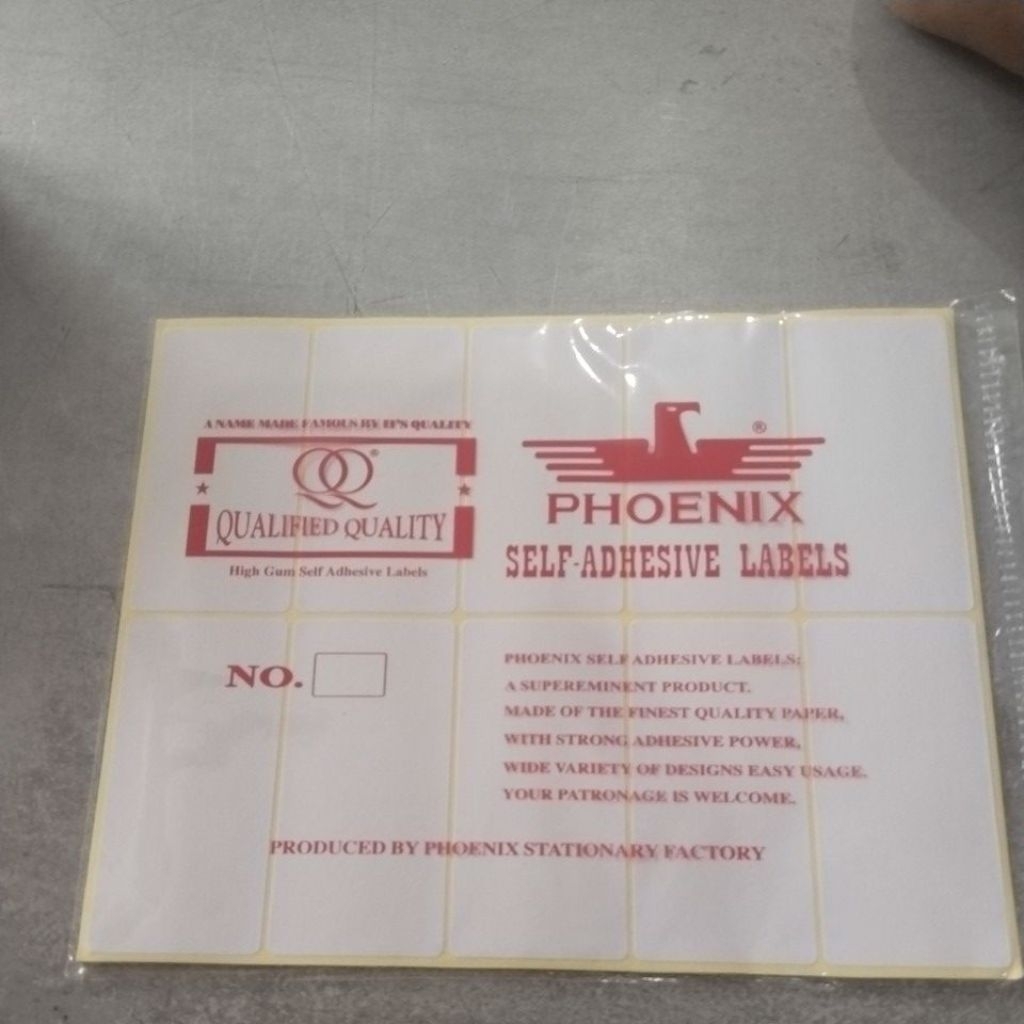 A NAME MADE FAMOUS BY IT'S QUALITY
QQ®
QUALIFIED QUALITY
High Gum Self Adhesive Labels
®
PHOENIX
SELF-ADHESIVE LABELS
NO.
PHOENIX SELF ADHESIVE LABELS:
A SUPEREMINENT PRODUCT.
MADE OF THE FINEST QUALITY PAPER,
WITH STRONG ADHESIVE POWER,
WIDE VARIETY OF DESIGNS EASY USAGE.
YOUR PATRONAGE IS WELCOME.
PRODUCED BY PHOENIX STATIONARY FACTORY